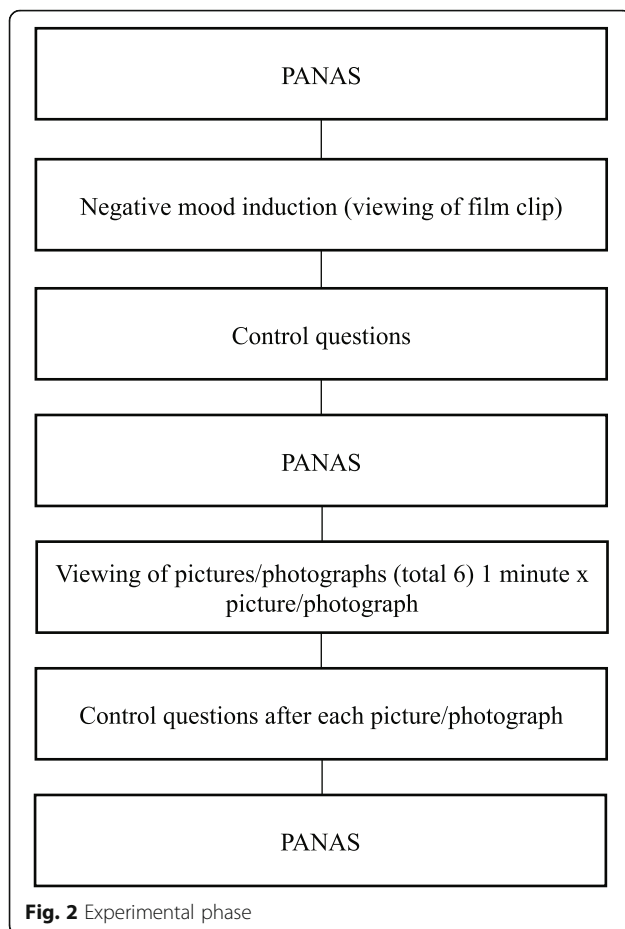 PANAS
Negative mood induction (viewing of film clip)
Control questions
PANAS
Viewing of pictures/photographs (total 6) 1 minute x
picture/photograph
Control questions after each picture/photograph
PANAS
Fig. 2 Experimental phase